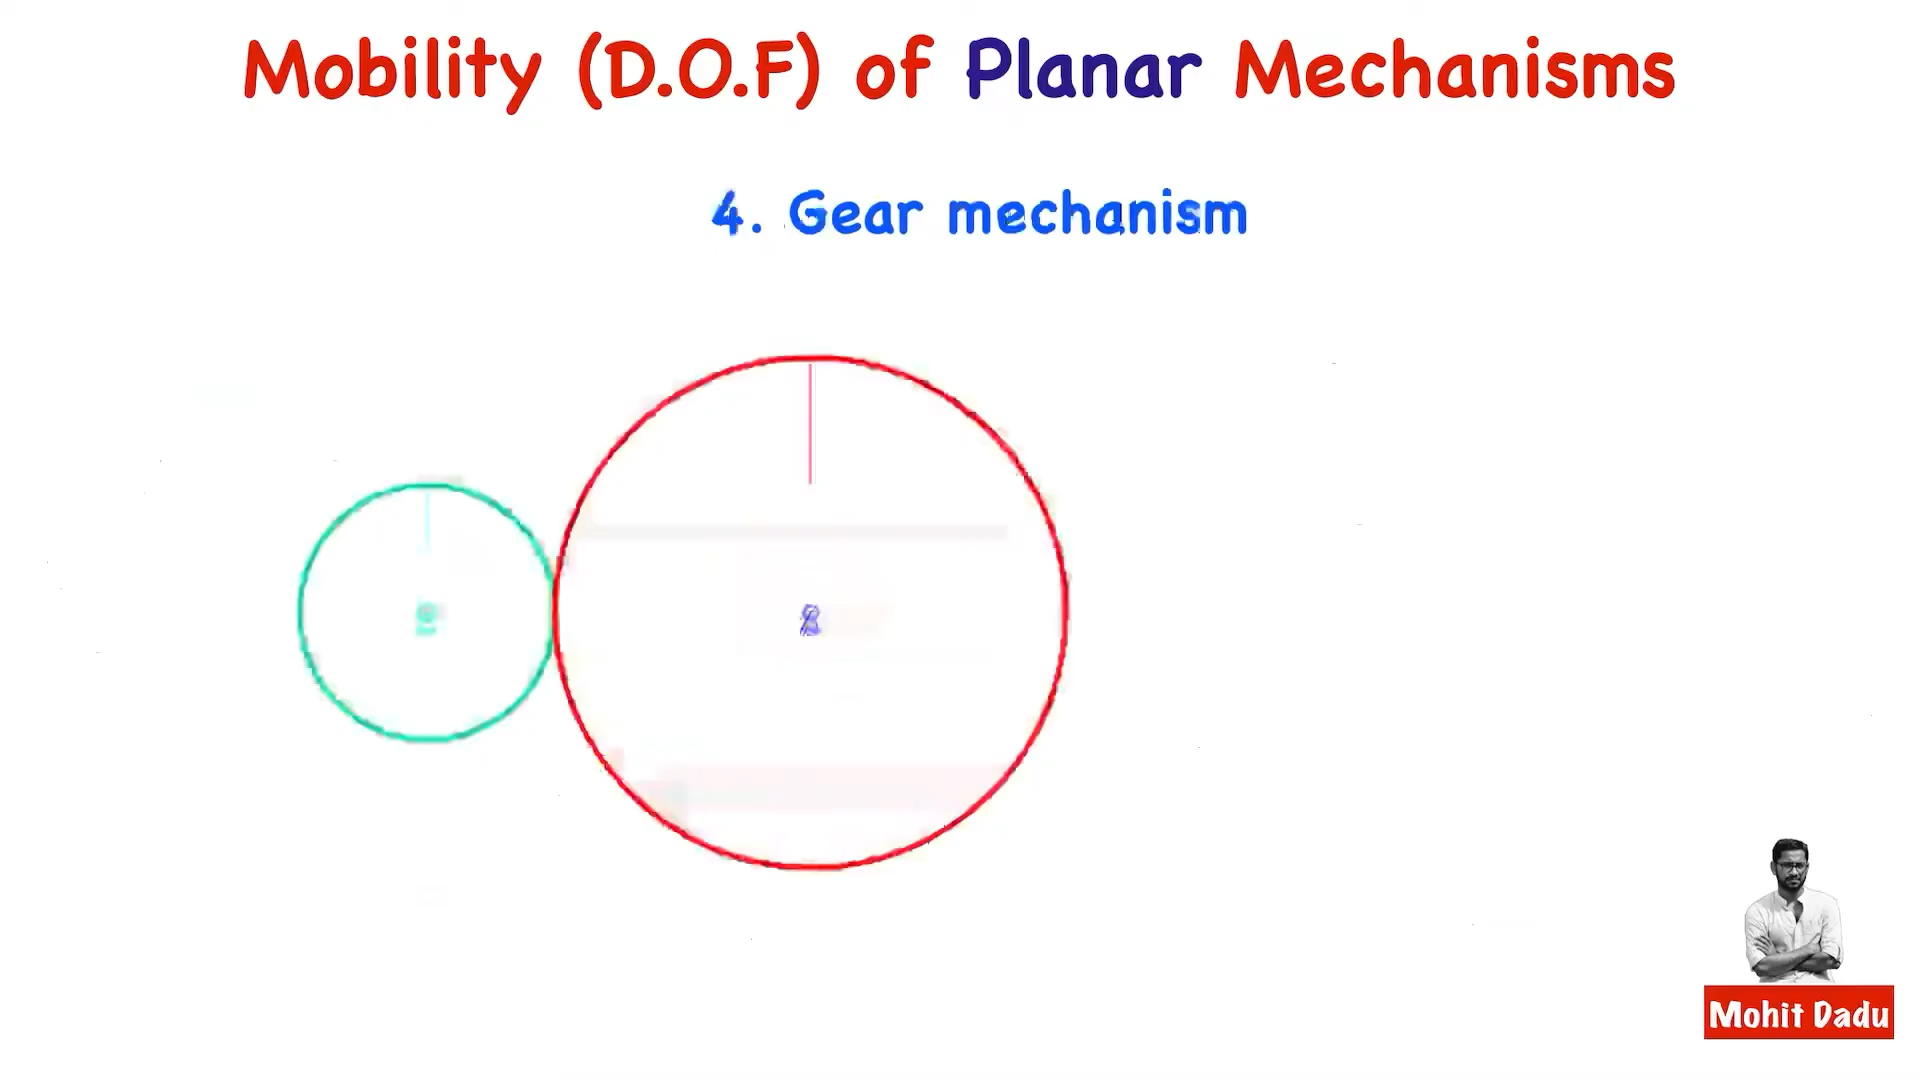 Mobility (D.O.F) of Planar Mechanisms
4. Gear mechanism
Mohit Dadu